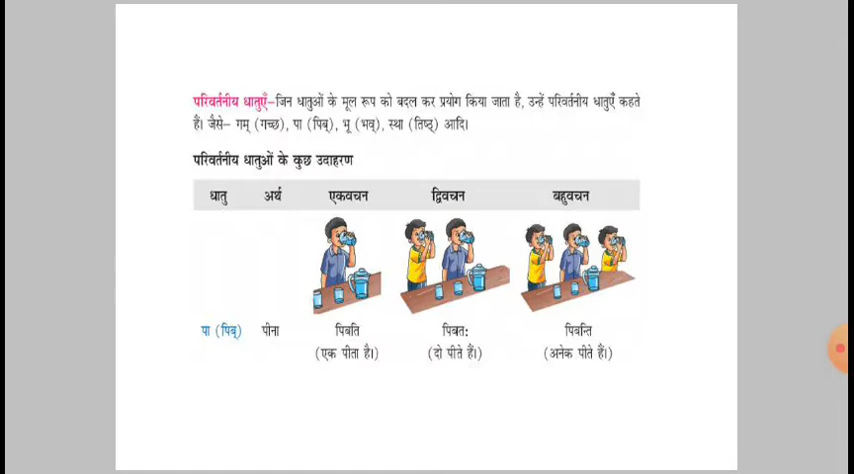 परिवर्तनीय धातुएँ–जिन धातुओं के मूल रूप को बदल कर प्रयोग किया जाता है, उन्हें परिवर्तनीय धातुएँ कहते
हैं। जैसे– गम् (गच्छ), पा (पिब्), भू (भव्), स्था (तिष्ठ्) आदि।
परिवर्तनीय धातुओं के कुछ उदाहरण
धातु अर्थ एकवचन द्विवचन बहुवचन
पा (पिब्) पीना पिबति पिबत: पिबन्ति
(एक पीता है।) (दो पीते हैं।) (अनेक पीते हैं।)